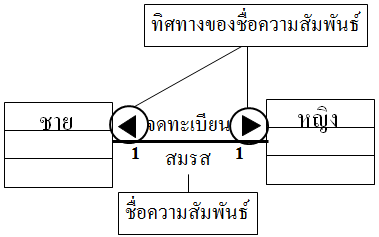 ทิศทางของชื่อความสัมพันธ์
ชาย
จดทะเบียน
หญิง
1
1
สมรส
ชื่อความสัมพันธ์